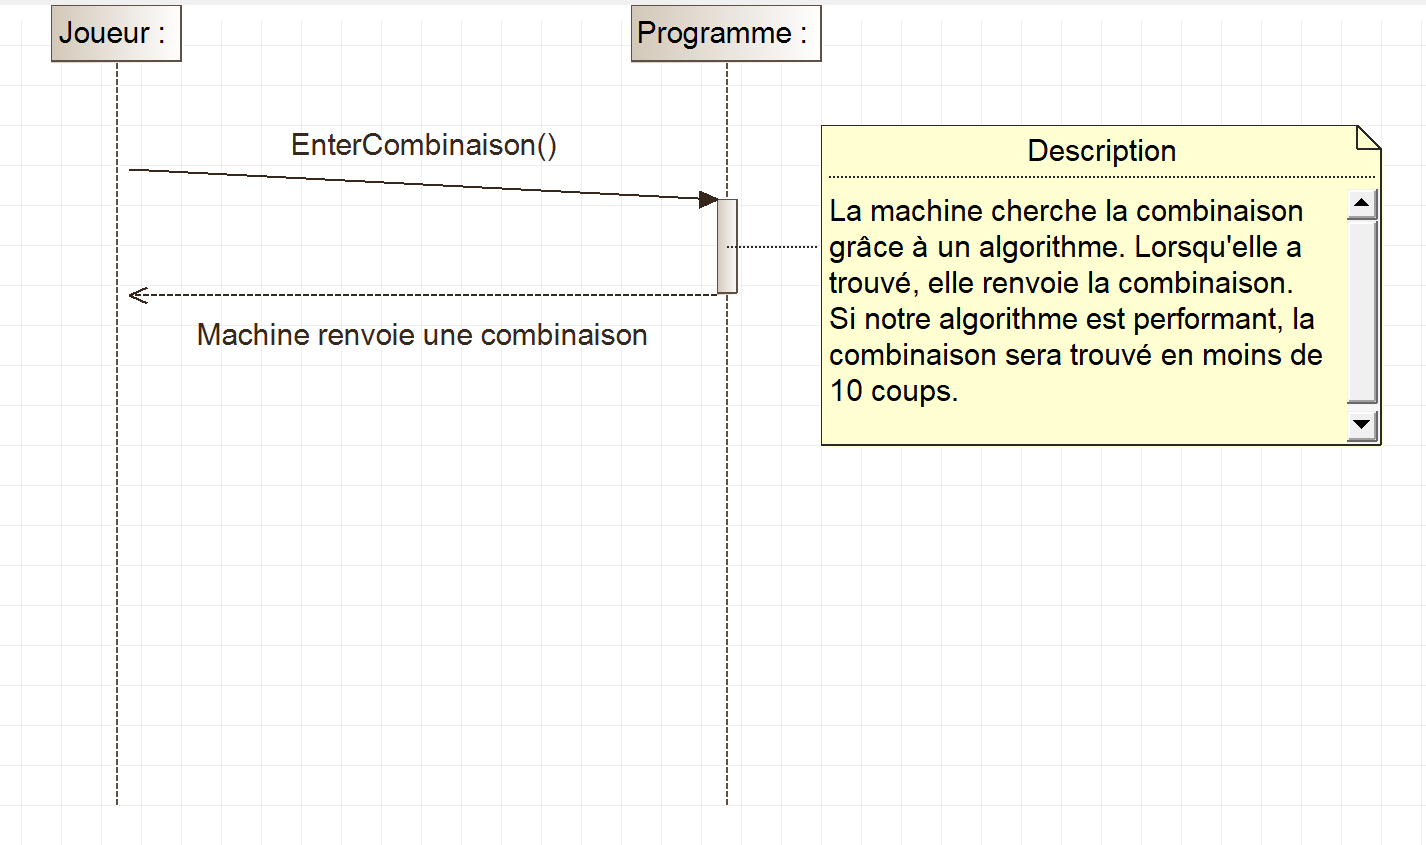 Joueur :
Programme :
EnterCombinaison()
Description
La machine cherche la combinaison
grâce à un algorithme. Lorsqu'elle a
trouvé, elle renvoie la combinaison.
Si notre algorithme est performant, la
combinaison sera trouvé en moins de
10 coups.
Machine renvoie une combinaison